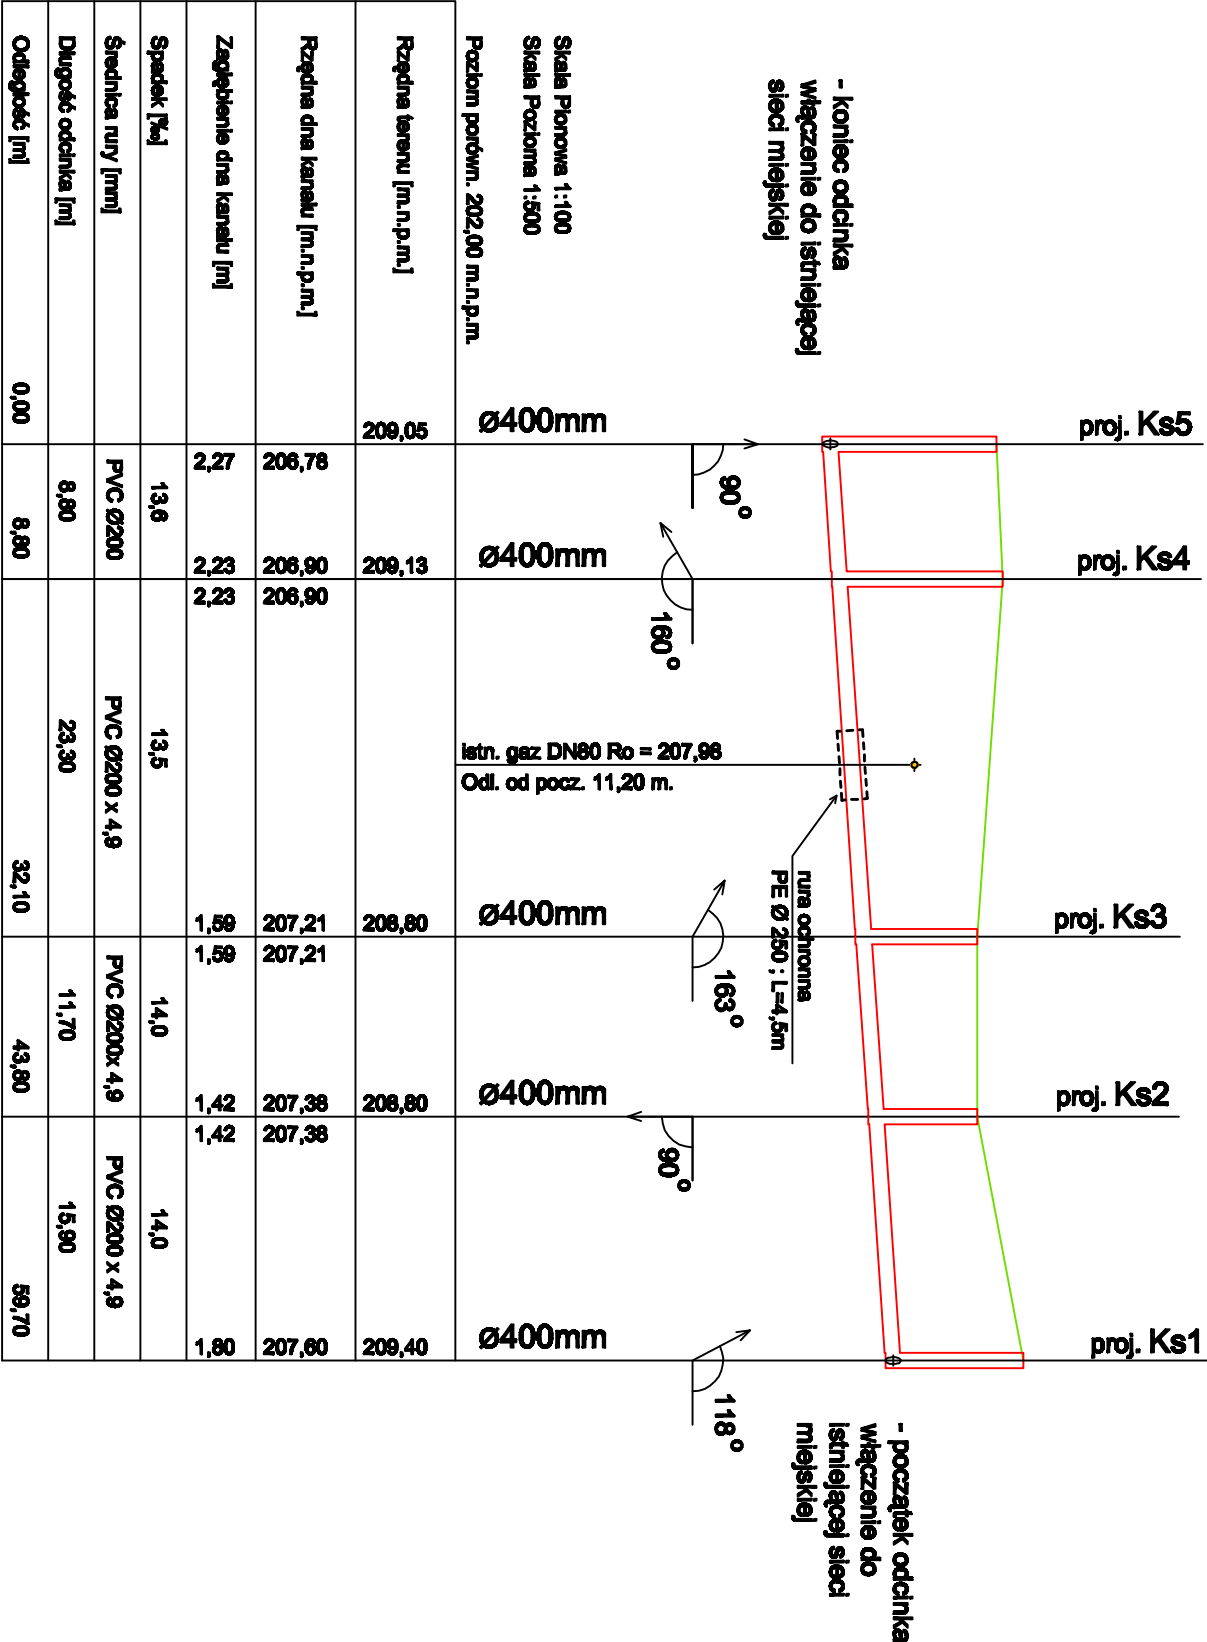 - koniec odcinka
włączenie do istniejącej
sieci miejskiej
proj. Ks5
proj. Ks4
proj. Ks3
proj. Ks2
proj. Ks1
- początek odcinka
włączenie do
istniejącej sieci
miejskiej
rura ochronna
PE Ø 250 ; L=4,5m
90°
160°
163°
90°
118°
istn. gaz DN80 Ro = 207,98
Odl. od pocz. 11,20 m.
Skala Pionowa 1:100
Skala Pozioma 1:500
Poziom porówn. 202,00 m.n.p.m.
Ø400mm Ø400mm Ø400mm Ø400mm Ø400mm
Rzędna terenu [m.n.p.m.] 209,05 209,13 208,80 208,80 209,40
Rzędna dna kanału [m.n.p.m.] 206,78 206,90 206,90 207,21 207,21 207,38 207,38 207,60
Zagłębienie dna kanału [m] 2,27 2,23 2,23 1,59 1,59 1,42 1,42 1,80
Spadek [‰] 13,6 13,5 14,0 14,0
Średnica rury [mm] PVC Ø200 PVC Ø200 x 4,9 PVC Ø200x 4,9 PVC Ø200 x 4,9
Długość odcinka [m] 8,80 23,30 11,70 15,90
Odległość [m] 0,00 8,80 32,10 43,80 59,70